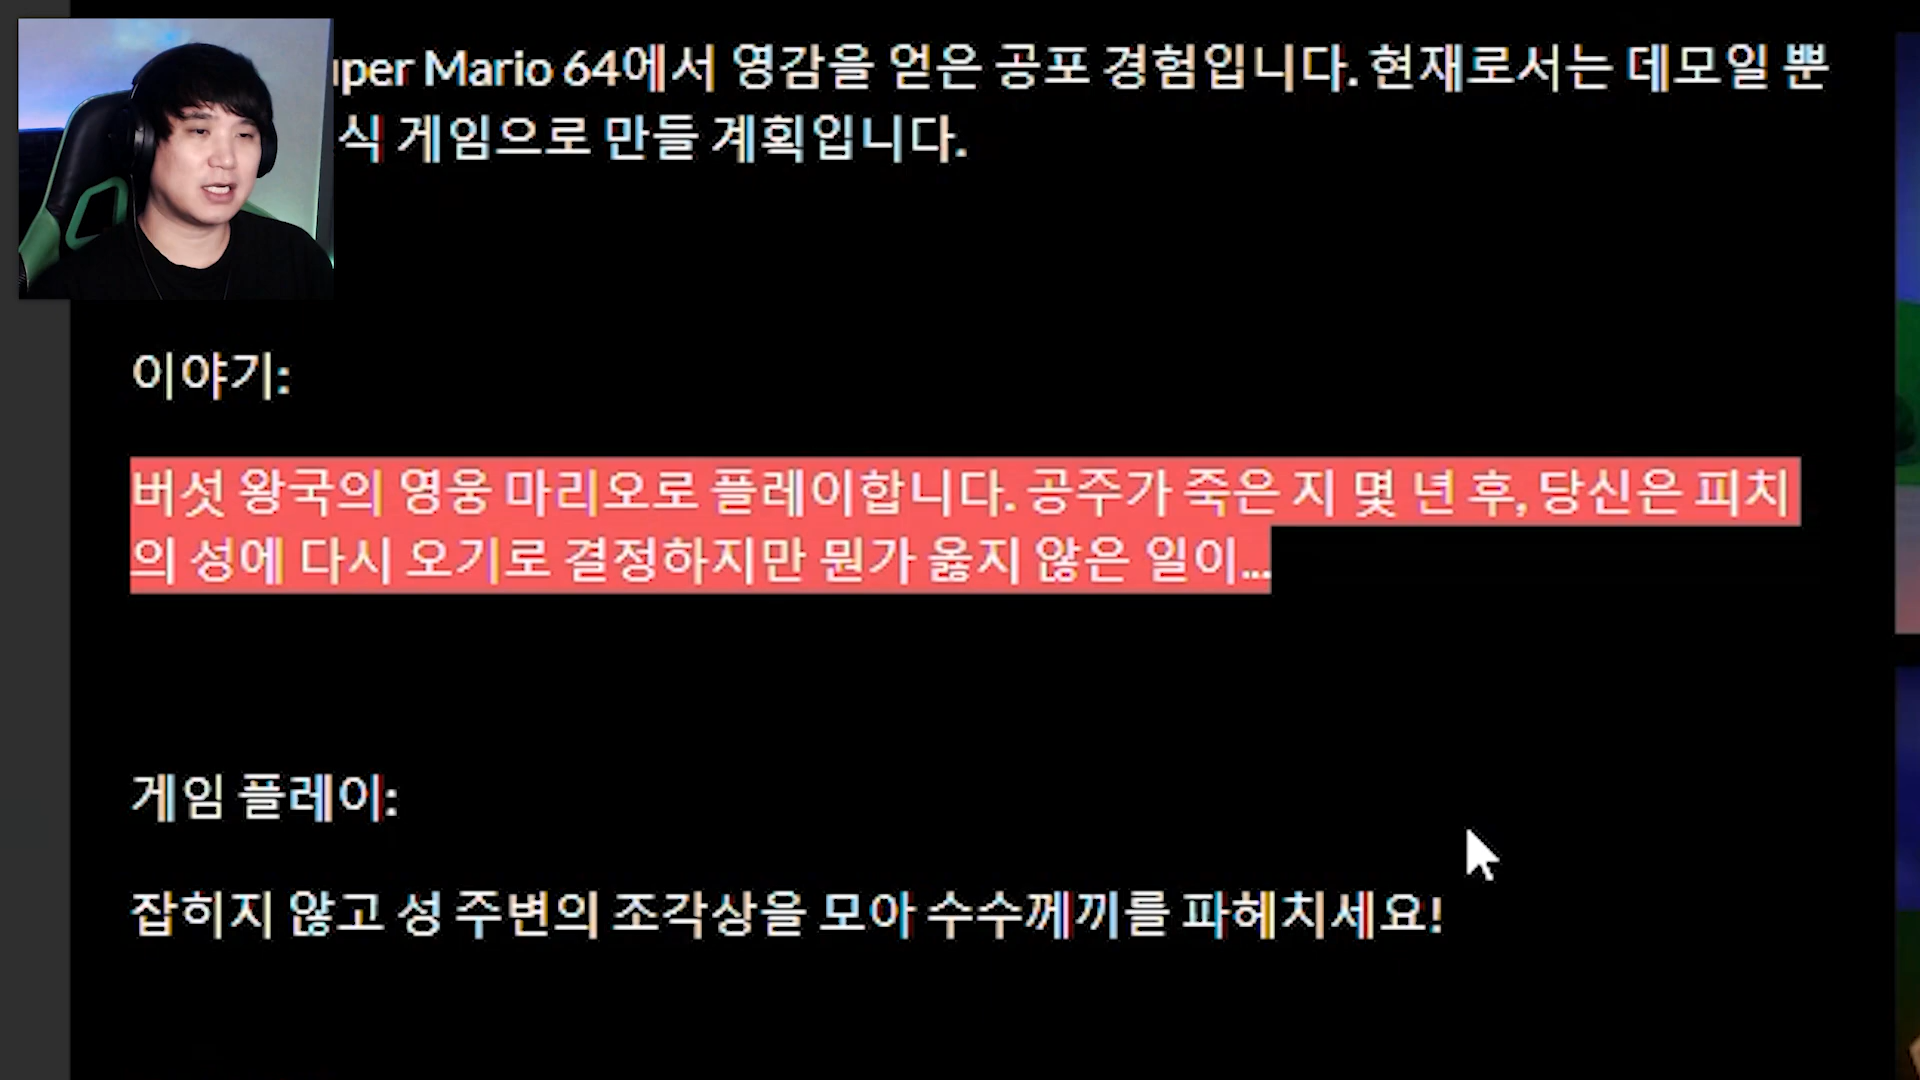 Mario 64에서 영감을 얻은 공포 경험입니다. 현재로서는 데모일 뿐
게임으로 만들 계획입니다.
이야기:
버섯 왕국의 영웅 마리오로 플레이합니다. 공주가 죽은 지 몇 년 후, 당신은 피치
의 성에 다시 오기로 결정하지만 뭔가 옳지 않은 일이...
게임 플레이:
잡히지 않고 성 주변의 조각상을 모아 수수께끼를 파헤치세요!